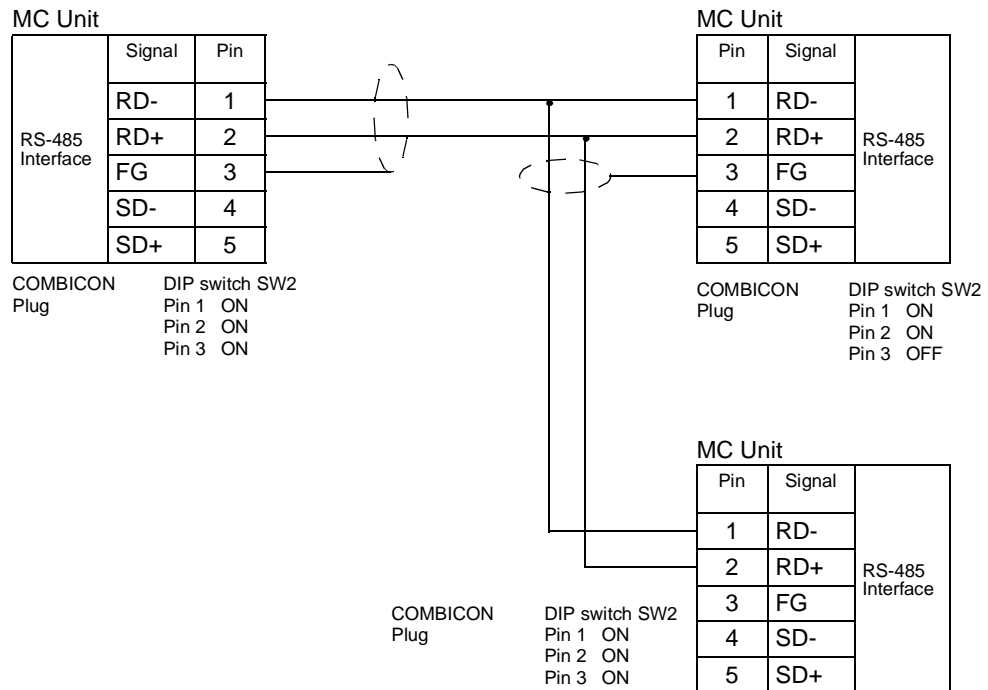 MC Unit
Signal Pin
RD- 1
RD+ 2
FG 3
SD- 4
SD+ 5
RS-485
Interface
COMBICON
Plug
DIP switch SW2
Pin 1 ON
Pin 2 ON
Pin 3 ON
MC Unit
Pin Signal
1 RD-
2 RD+
3 FG
4 SD-
5 SD+
RS-485
Interface
COMBICON
Plug
DIP switch SW2
Pin 1 ON
Pin 2 ON
Pin 3 OFF
MC Unit
Pin Signal
1 RD-
2 RD+
3 FG
4 SD-
5 SD+
RS-485
Interface
COMBICON
Plug
DIP switch SW2
Pin 1 ON
Pin 2 ON
Pin 3 ON